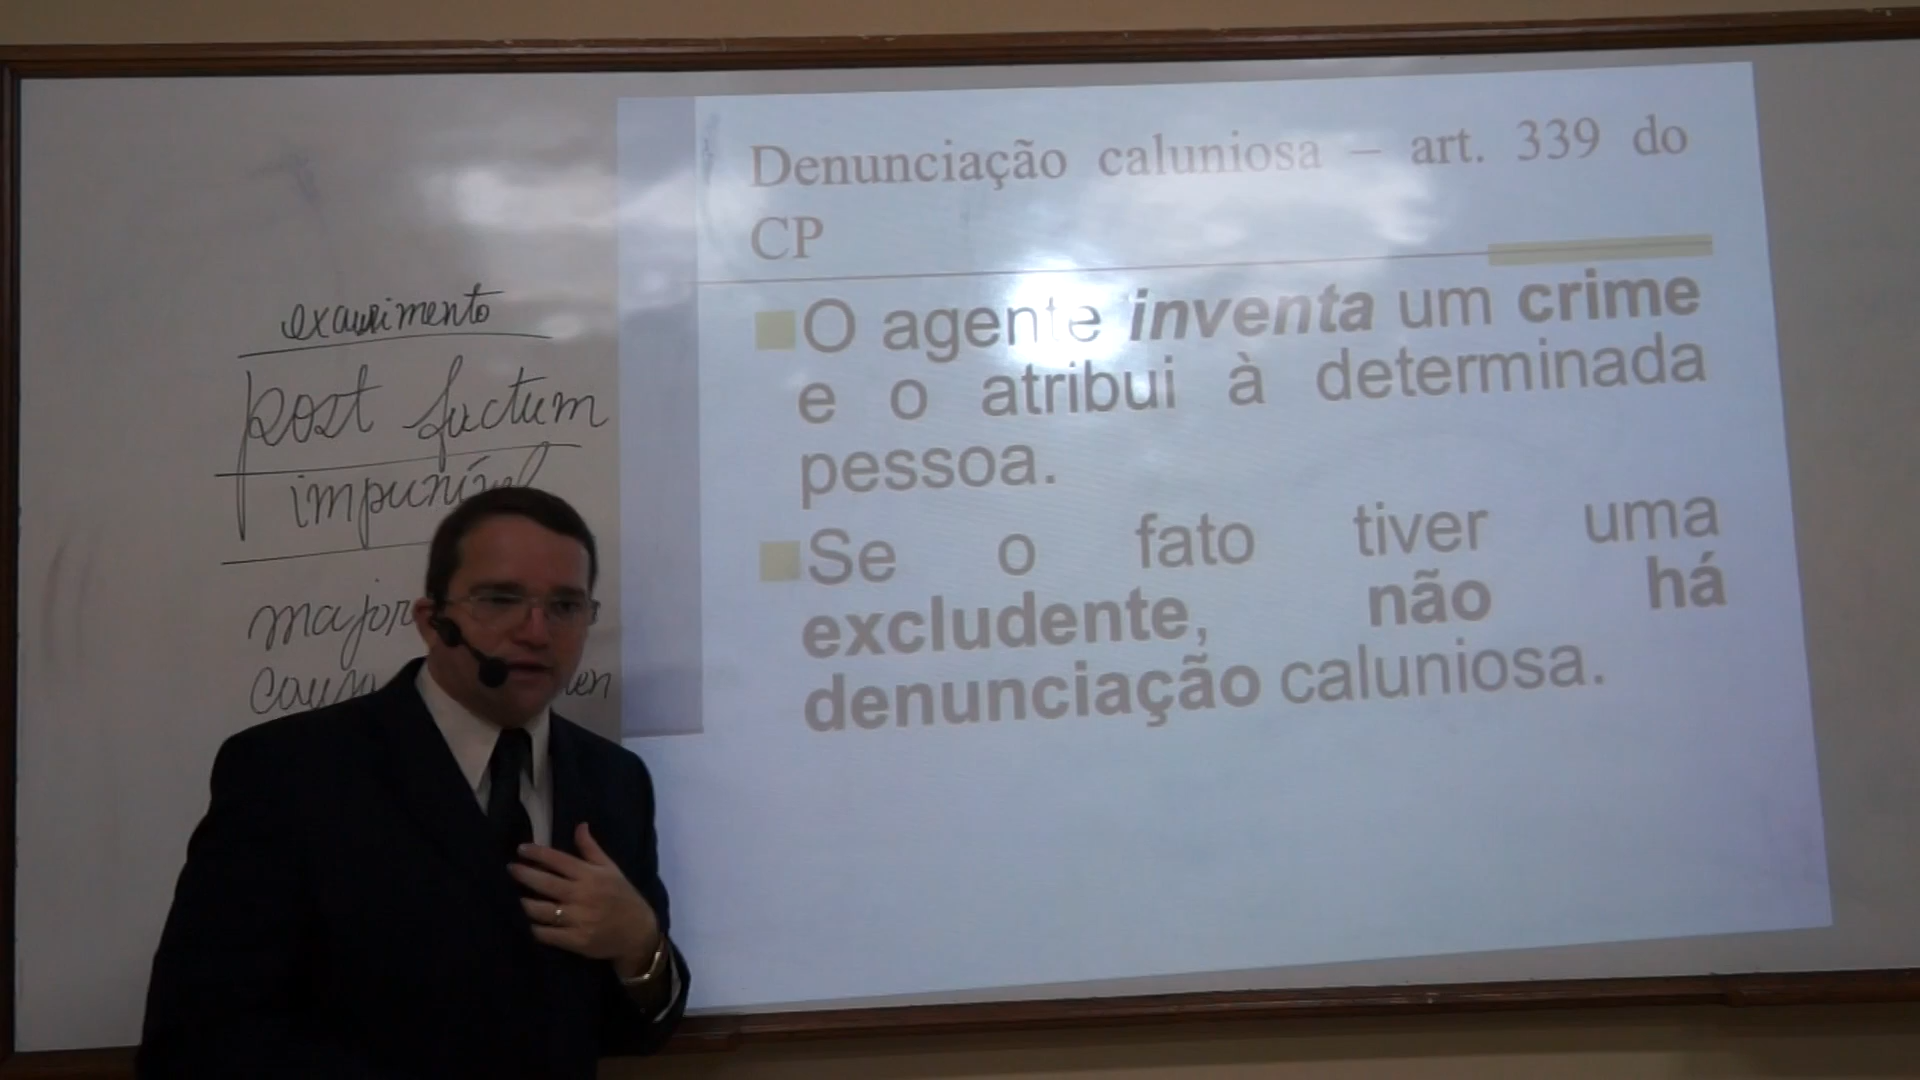 exaurimento
post factum
impunível
Denunciação caluniosa – art. 339 do
CP
O agente inventa um crime
e o atribui à determinada
pessoa.
Se o fato tiver uma
excludente, não há
denunciação caluniosa.